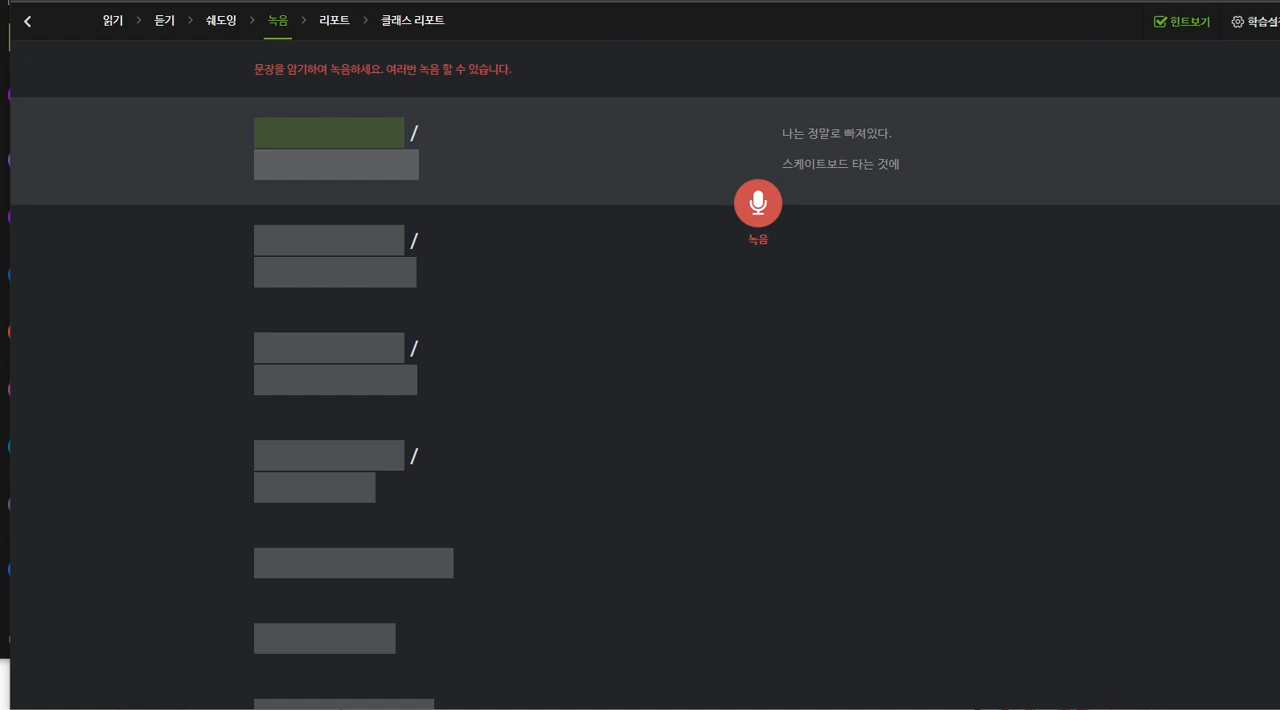 읽기 > 듣기 > 쉐도잉 > 녹음 > 리포트 > 클래스 리포트
힌트보기
문장을 암기하여 녹음하세요. 여러번 녹음 할 수 있습니다.
/
나는 정말로 빠져있다.
스케이트보드 타는 것에
녹음
/
/
/